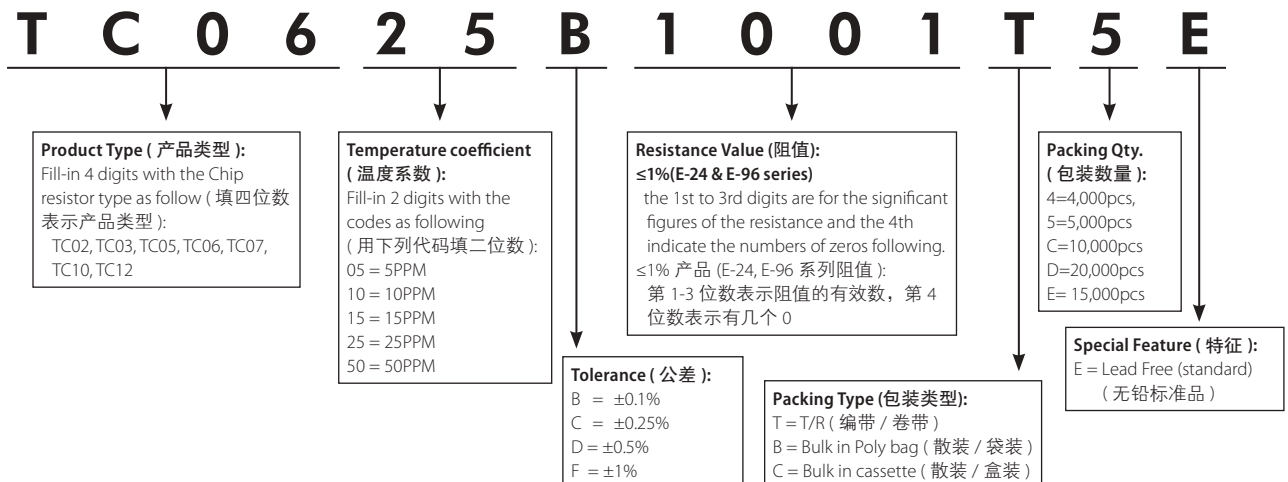 T C 0 6 2 5 B 1 0 0 1 T 5 E
Product Type ( 产品类型 ):
Fill-in 4 digits with the Chip
resistor type as follow ( 填四位数
表示产品类型 ):
TC02, TC03, TC05, TC06, TC07,
TC10, TC12
Temperature coefficient
( 温度系数 ):
Fill-in 2 digits with the
codes as following
( 用下列代码填二位数 ):
05 = 5PPM
10 = 10PPM
15 = 15PPM
25 = 25PPM
50 = 50PPM
Tolerance ( 公差 ):
B = ±0.1%
C = ±0.25%
D = ±0.5%
F = ±1%
Resistance Value (阻值):
≤1%(E-24 & E-96 series)
the 1st to 3rd digits are for the significant
figures of the resistance and the 4th
indicate the numbers of zeros following.
≤1% 产品 (E-24, E-96 系列阻值 ):
第 1-3 位数表示阻值的有效数，第 4
位数表示有几个 0
Packing Type (包装类型):
T = T/R ( 编带 / 卷带 )
B = Bulk in Poly bag ( 散装 / 袋装 )
C = Bulk in cassette ( 散装 / 盒装 )
Packing Qty.
( 包装数量 ):
4=4,000pcs,
5=5,000pcs
C=10,000pcs
D=20,000pcs
E= 15,000pcs
Special Feature ( 特征 ):
E = Lead Free (standard)
( 无铅标准品 )